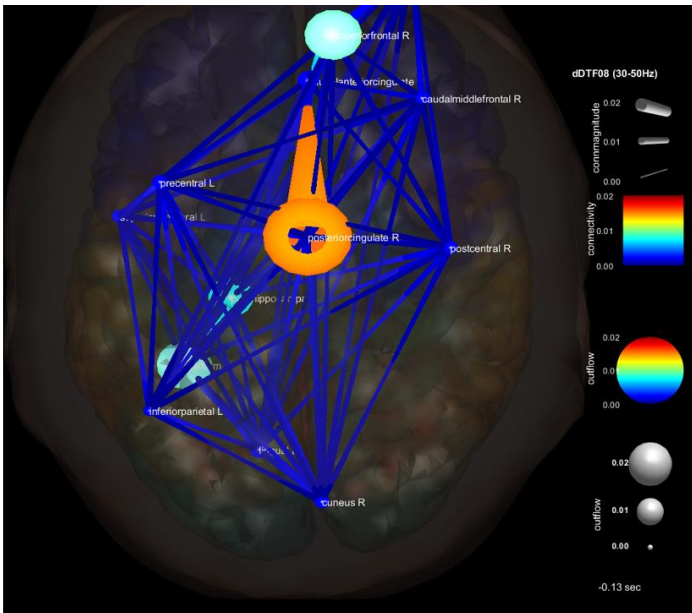 dDTF08 (30-50Hz)
connmagnitude
0.02
0.01
0.00
connectivity
0.02
0.01
0.00
outflow
0.02
0.0
0.00
outflow
0.02
0.01
0.00
-0.13 sec
caudalmiddlefrontal R
precentral L
posteriorcingulate R
postcentral R
inferiorparietal L
cuneus R